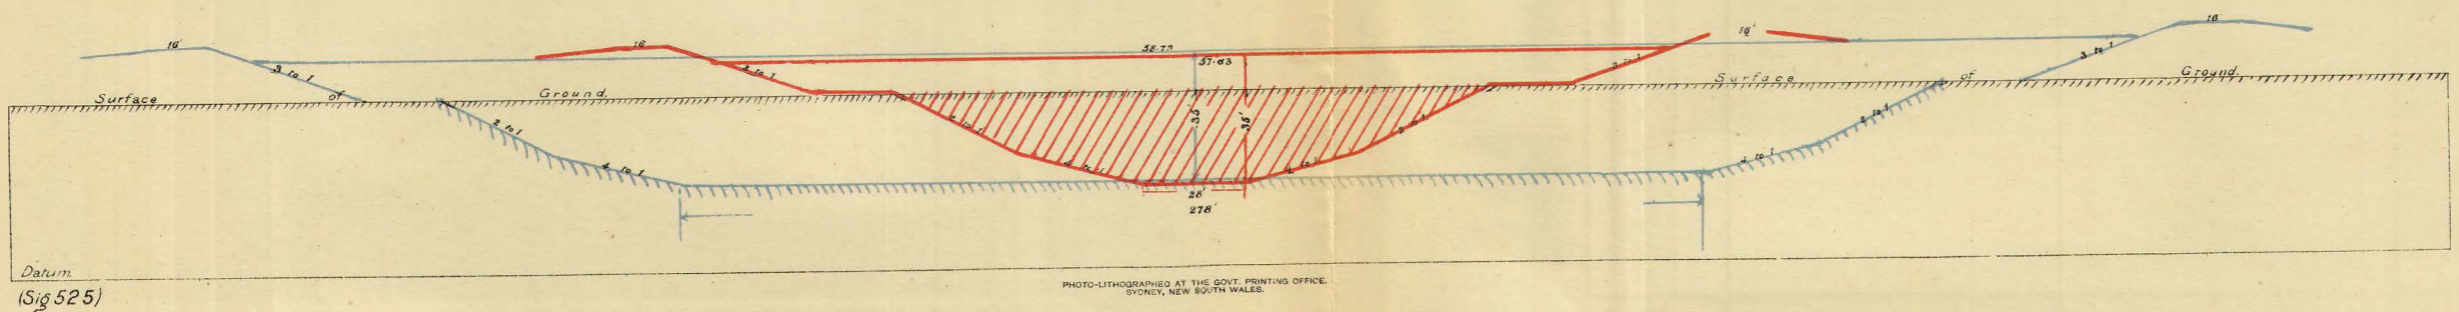 16'
16
58·73
16'
16
57·63
3 to 1
3 to 1
3 to 1
3 to 1
Surface of Ground.
Surface of Ground.
35'
35'
2 to 1
2 to 1
2 to 1
2 to 1
4 to 1
4 to 1
4 to 1
4 to 1
28'
278'
Datum.
PHOTO-LITHOGRAPHED AT THE GOVT. PRINTING OFFICE,
SYDNEY, NEW SOUTH WALES.
(Sig 525)